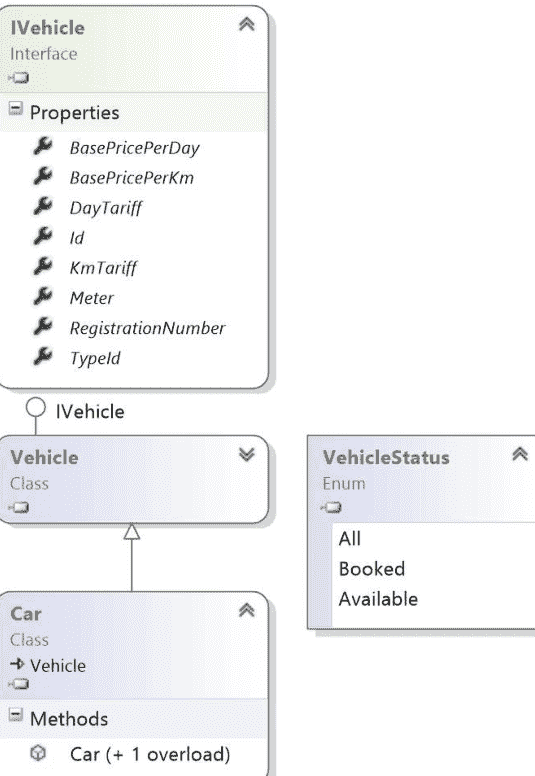 IVehicle
Interface
Properties
BasePricePerDay
BasePricePerKm
DayTariff
Id
KmTariff
Meter
RegistrationNumber
TypeId
IVehicle
Vehicle
Class
VehicleStatus
Enum
All
Booked
Available
Car
Class
Vehicle
Methods
Car (+ 1 overload)